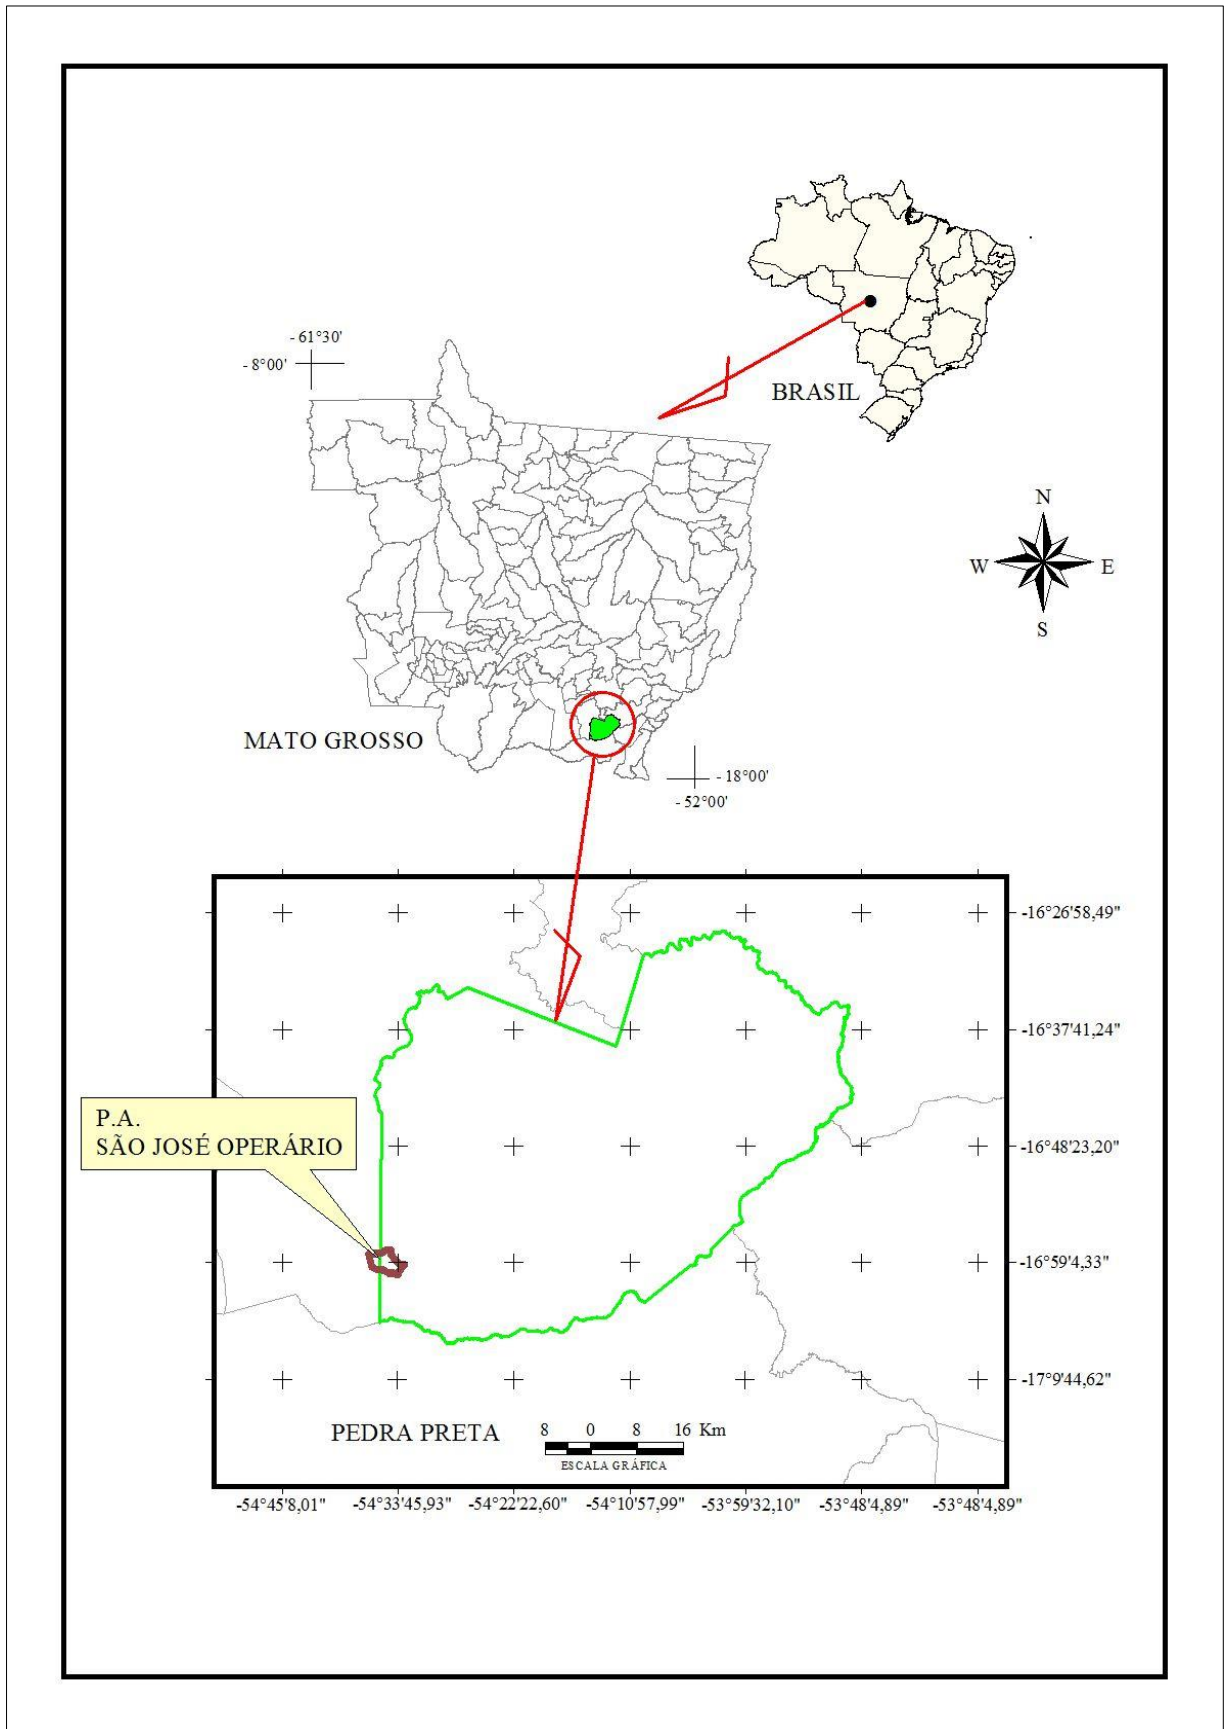 - 61°30'
- 8°00'
BRASIL
N
W
E
S
MATO GROSSO
- 18°00'
- 52°00'
-16°26'58,49"
-16°37'41,24"
P.A.
SÃO JOSÉ OPERÁRIO
-16°48'23,20"
-16°59'4,33"
-17°9'44,62"
PEDRA PRETA
8 0 8 16 Km
ESCALA GRÁFICA
-54°45'8,01"
-54°33'45,93"
-54°22'22,60"
-54°10'57,99"
-53°59'32,10"
-53°48'4,89"
-53°48'4,89"